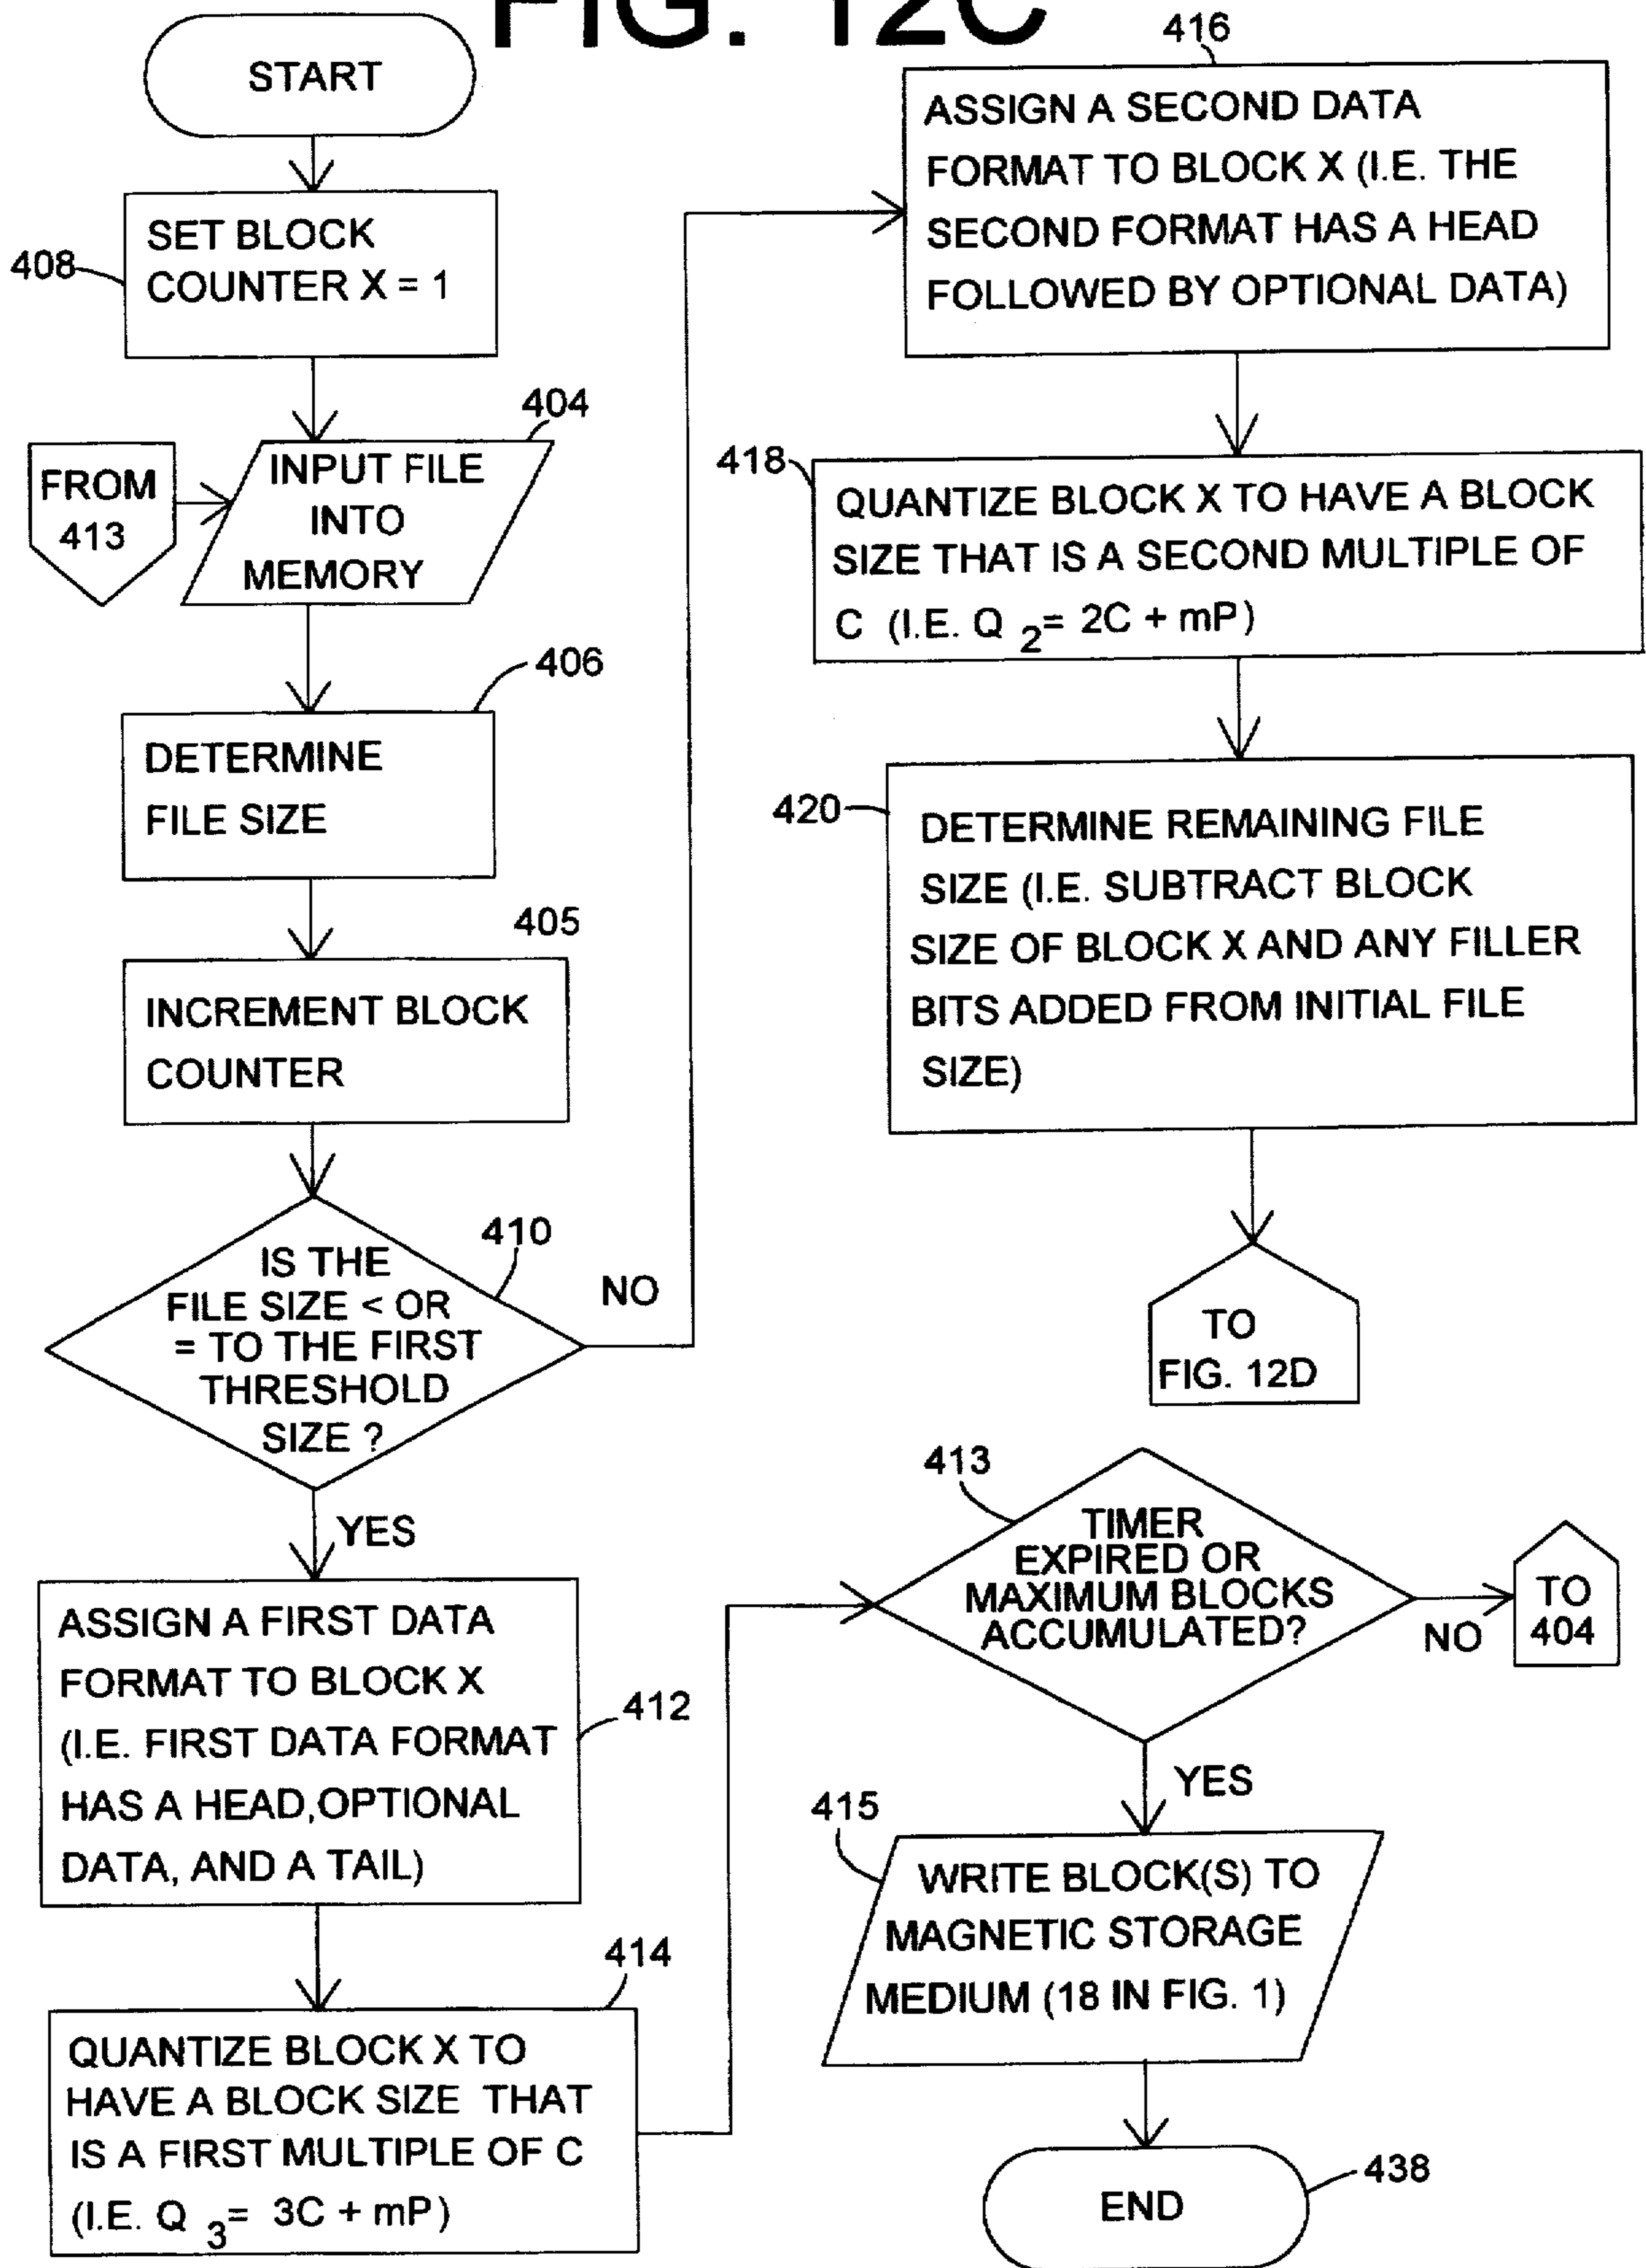 FIG. 12C
START
408
SET BLOCK
COUNTER X = 1
404
FROM
413
INPUT FILE
INTO
MEMORY
406
DETERMINE
FILE SIZE
405
INCREMENT BLOCK
COUNTER
410
IS THE
FILE SIZE < OR
= TO THE FIRST
THRESHOLD
SIZE ?
NO
YES
ASSIGN A FIRST DATA
FORMAT TO BLOCK X
(I.E. FIRST DATA FORMAT
HAS A HEAD,OPTIONAL
DATA, AND A TAIL)
412
414
QUANTIZE BLOCK X TO
HAVE A BLOCK SIZE THAT
IS A FIRST MULTIPLE OF C
(I.E. Q 3= 3C + mP)
416
ASSIGN A SECOND DATA
FORMAT TO BLOCK X (I.E. THE
SECOND FORMAT HAS A HEAD
FOLLOWED BY OPTIONAL DATA)
418
QUANTIZE BLOCK X TO HAVE A BLOCK
SIZE THAT IS A SECOND MULTIPLE OF
C (I.E. Q 2= 2C + mP)
420
DETERMINE REMAINING FILE
SIZE (I.E. SUBTRACT BLOCK
SIZE OF BLOCK X AND ANY FILLER
BITS ADDED FROM INITIAL FILE
SIZE)
TO
FIG. 12D
413
TIMER
EXPIRED OR
MAXIMUM BLOCKS
ACCUMULATED?
NO
TO
404
YES
415
WRITE BLOCK(S) TO
MAGNETIC STORAGE
MEDIUM (18 IN FIG. 1)
END
438